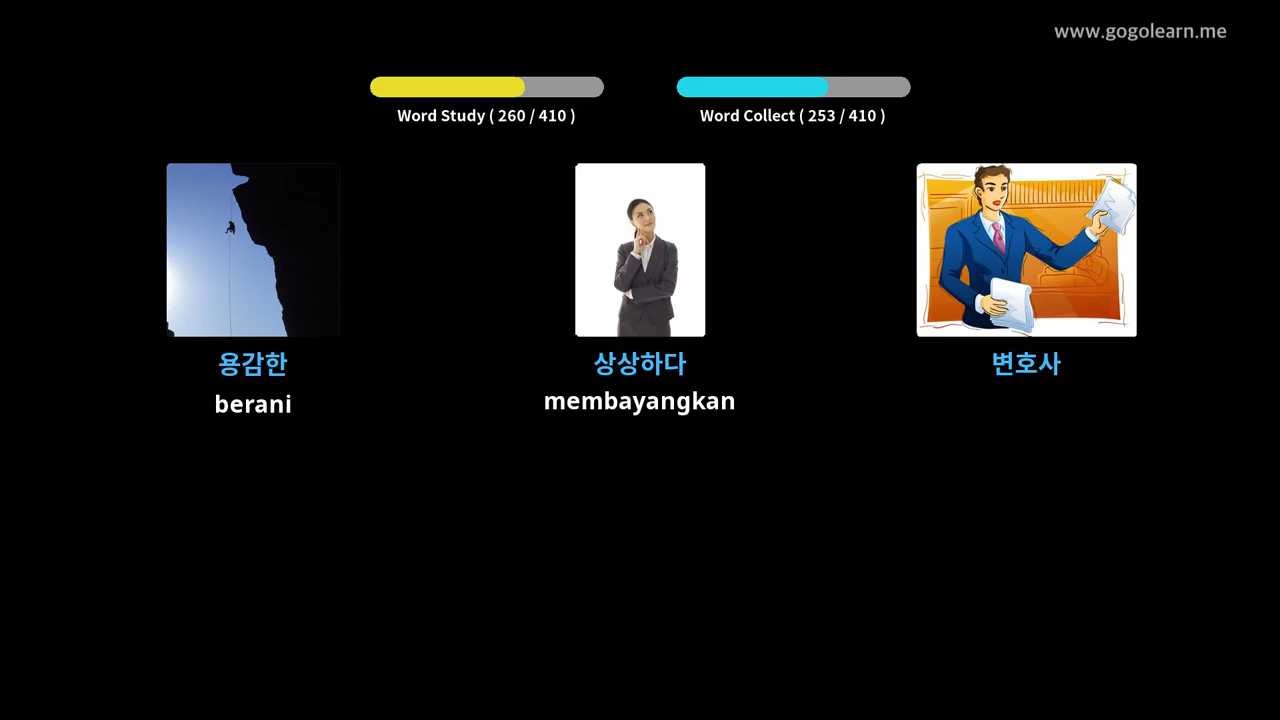 www.gogolearn.me
Word Study ( 260 / 410 )
Word Collect ( 253 / 410 )
용감한
상상하다
변호사
berani
membayangkan